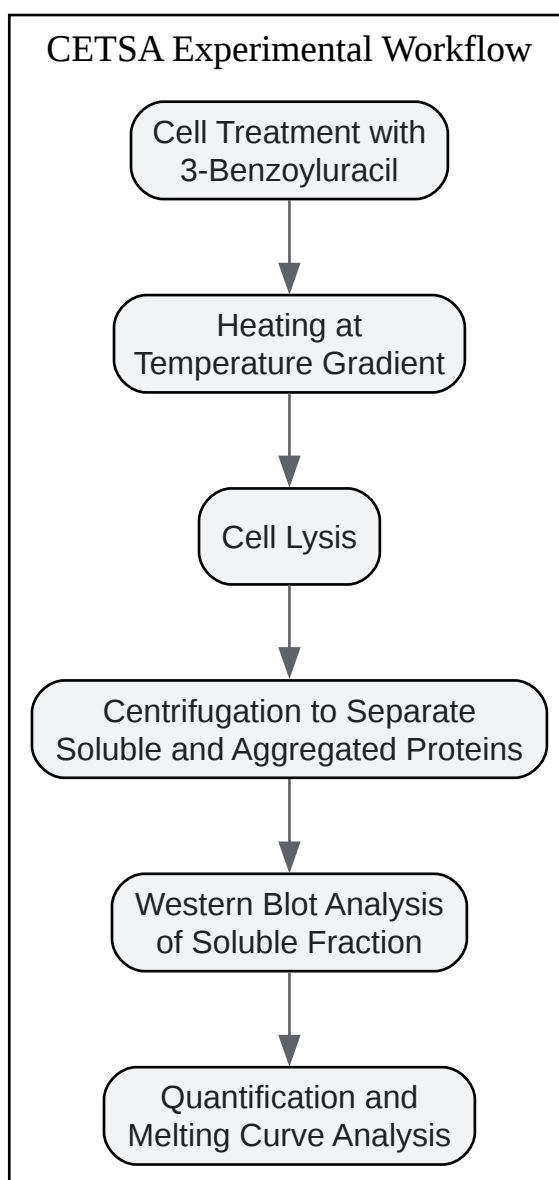 CETSA Experimental Workflow
Cell Treatment with
3-Benzoyluracil
Heating at
Temperature Gradient
Cell Lysis
Centrifugation to Separate
Soluble and Aggregated Proteins
Western Blot Analysis
of Soluble Fraction
Quantification and
Melting Curve Analysis